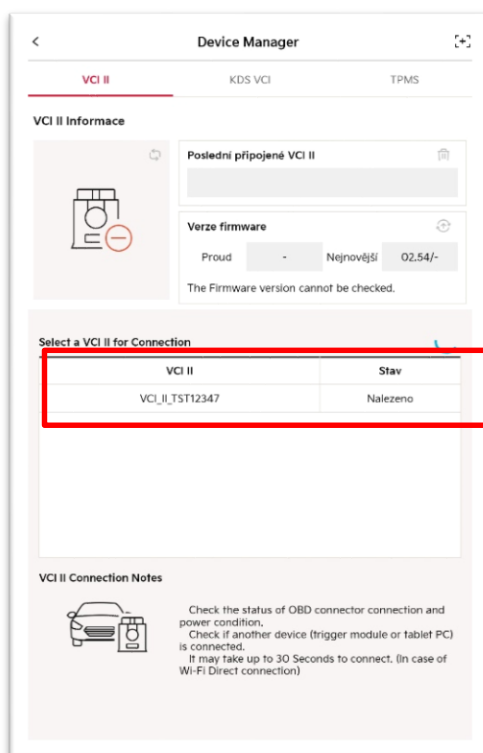 Device Manager
VCI II KDS VCI TPMS
VCI II Informace
Poslední připojené VCI II
Verze firmware
Proud - Nejnovější 02.54/-
The Firmware version cannot be checked.
Select a VCI II for Connection
VCI II Stav
VCI_II_TST12347 Nalezeno
VCI II Connection Notes
Check the status of OBD connector connection and
power condition.
Check if another device (trigger module or tablet PC)
is connected.
It may take up to 30 Seconds to connect. (In case of
Wi-Fi Direct connection)